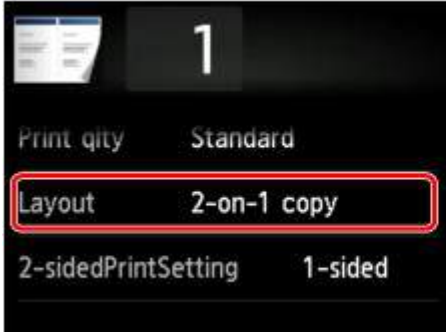 1
Print qlty Standard
Layout 2-on-1 copy
2-sidedPrintSetting 1-sided